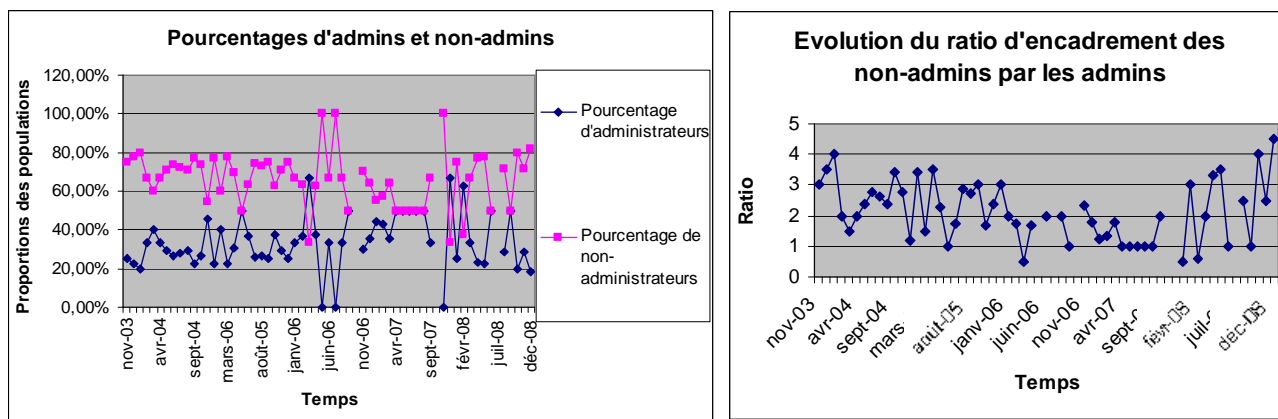 Pourcentages d'admins et non-admins
Proportions des populations
120,00%
100,00%
80,00%
60,00%
40,00%
20,00%
0,00%
nov-03
avr-04
sept-04
mars-06
août-05
janv-06
juin-06
nov-06
avr-07
sept-07
févr-08
juil-08
déc-08
Temps
Pourcentage
d'administrateurs
Pourcentage de
non-
administrateurs
Evolution du ratio d'encadrement des
non-admins par les admins
Ratio
5
4
3
2
1
0
nov-03
avr-04
sept-04
mars
août
janv-06
juin-06
nov-06
avr-07
sept
févr
juil
déc
Temps